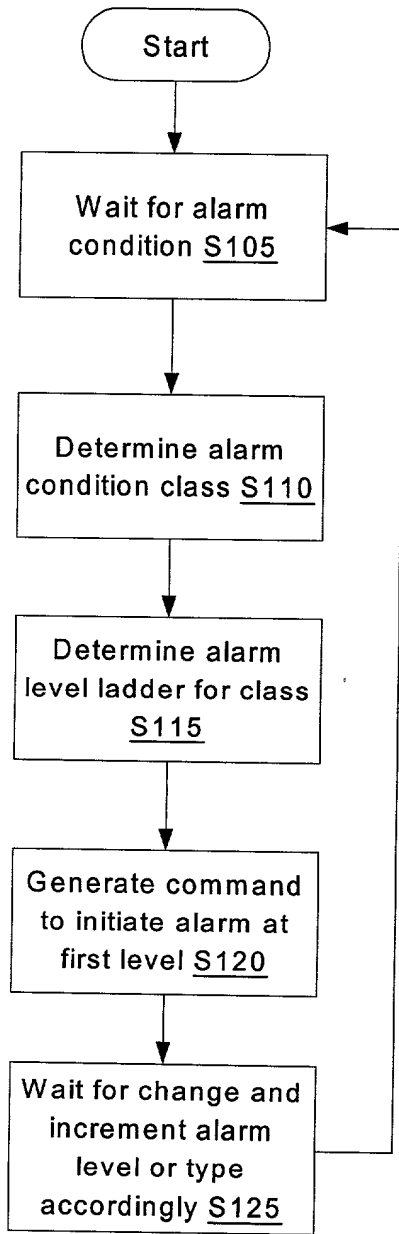 Start
Wait for alarm
condition S105
Determine alarm
condition class S110
Determine alarm
level ladder for class
S115
Generate command
to initiate alarm at
first level S120
Wait for change and
increment alarm
level or type
accordingly S125